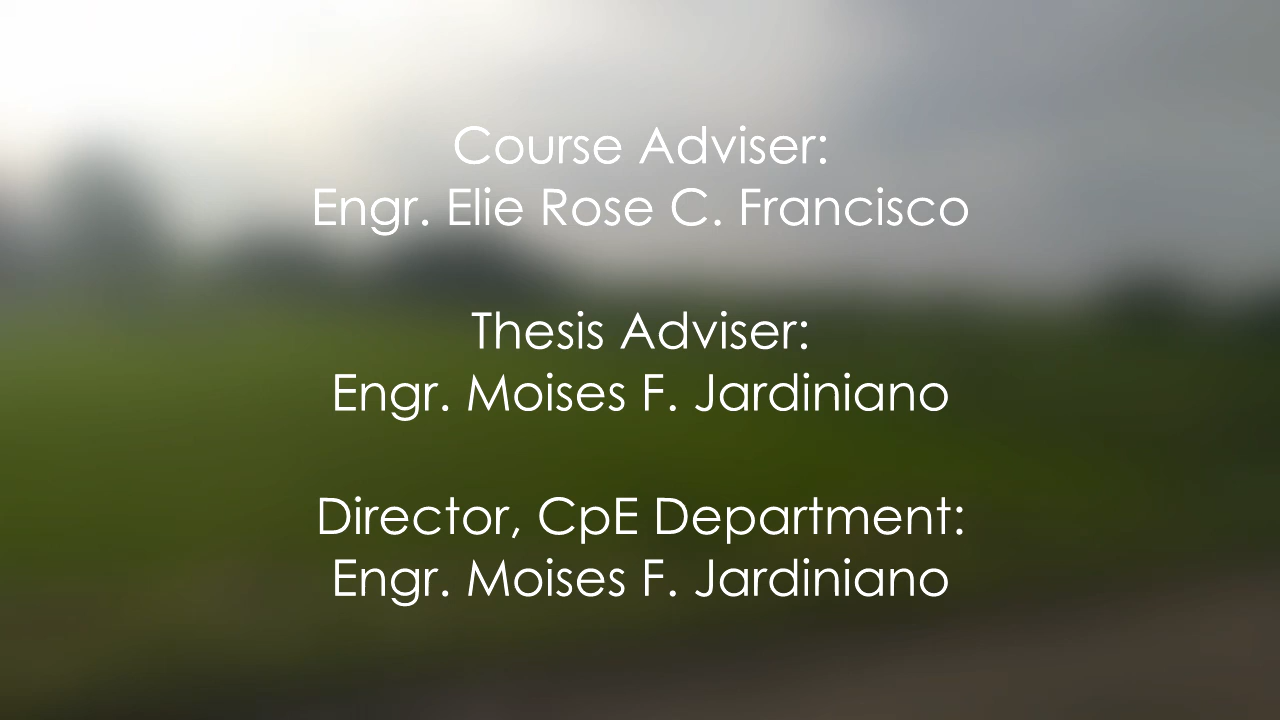 Course Adviser:
Engr. Elie Rose C. Francisco
Thesis Adviser:
Engr. Moises F. Jardiniano
Director, CpE Department:
Engr. Moises F. Jardiniano